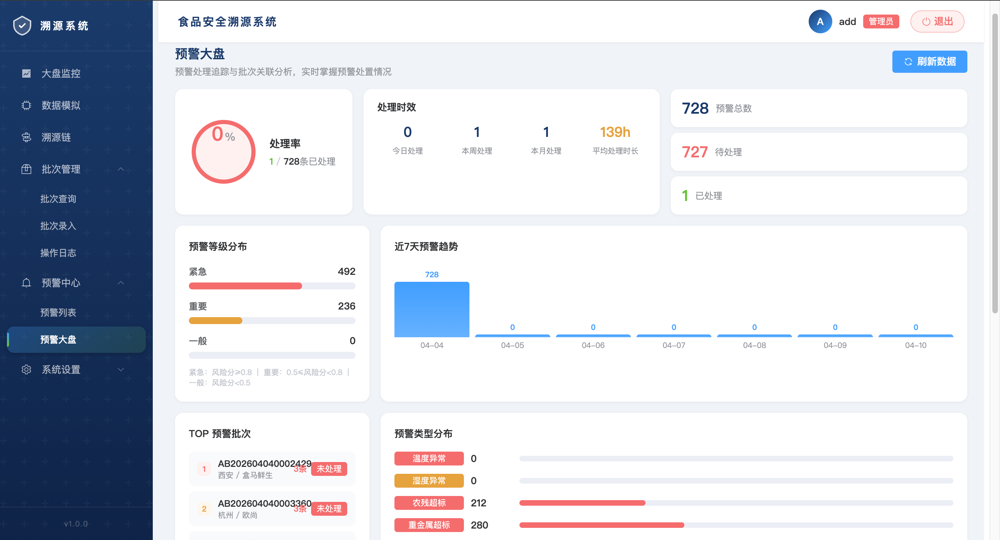 溯源系统
大盘监控
数据模拟
溯源链
批次管理
批次查询
批次录入
操作日志
预警中心
预警列表
预警大盘
系统设置
v1.0.0
食品安全溯源系统
A add 管理员 退出
预警大盘
预警处理追踪与批次关联分析，实时掌握预警处置情况
刷新数据
0%
处理率
1 / 728条已处理
处理时效
0 1 1 139h
今日处理 本周处理 本月处理 平均处理时长
728 预警总数
727 待处理
1 已处理
预警等级分布
紧急 492
重要 236
一般 0
紧急：风险分≥0.8 | 重要：0.5≤风险分<0.8 |
一般：风险分<0.5
近7天预警趋势
728 0 0 0 0 0 0
04-04 04-05 04-06 04-07 04-08 04-09 04-10
TOP 预警批次
1 AB202604040002429 3条 未处理
西安 / 盒马鲜生
2 AB202604040003360 3条 未处理
杭州 / 欧尚
预警类型分布
温度异常 0
湿度异常 0
农残超标 212
重金属超标 280